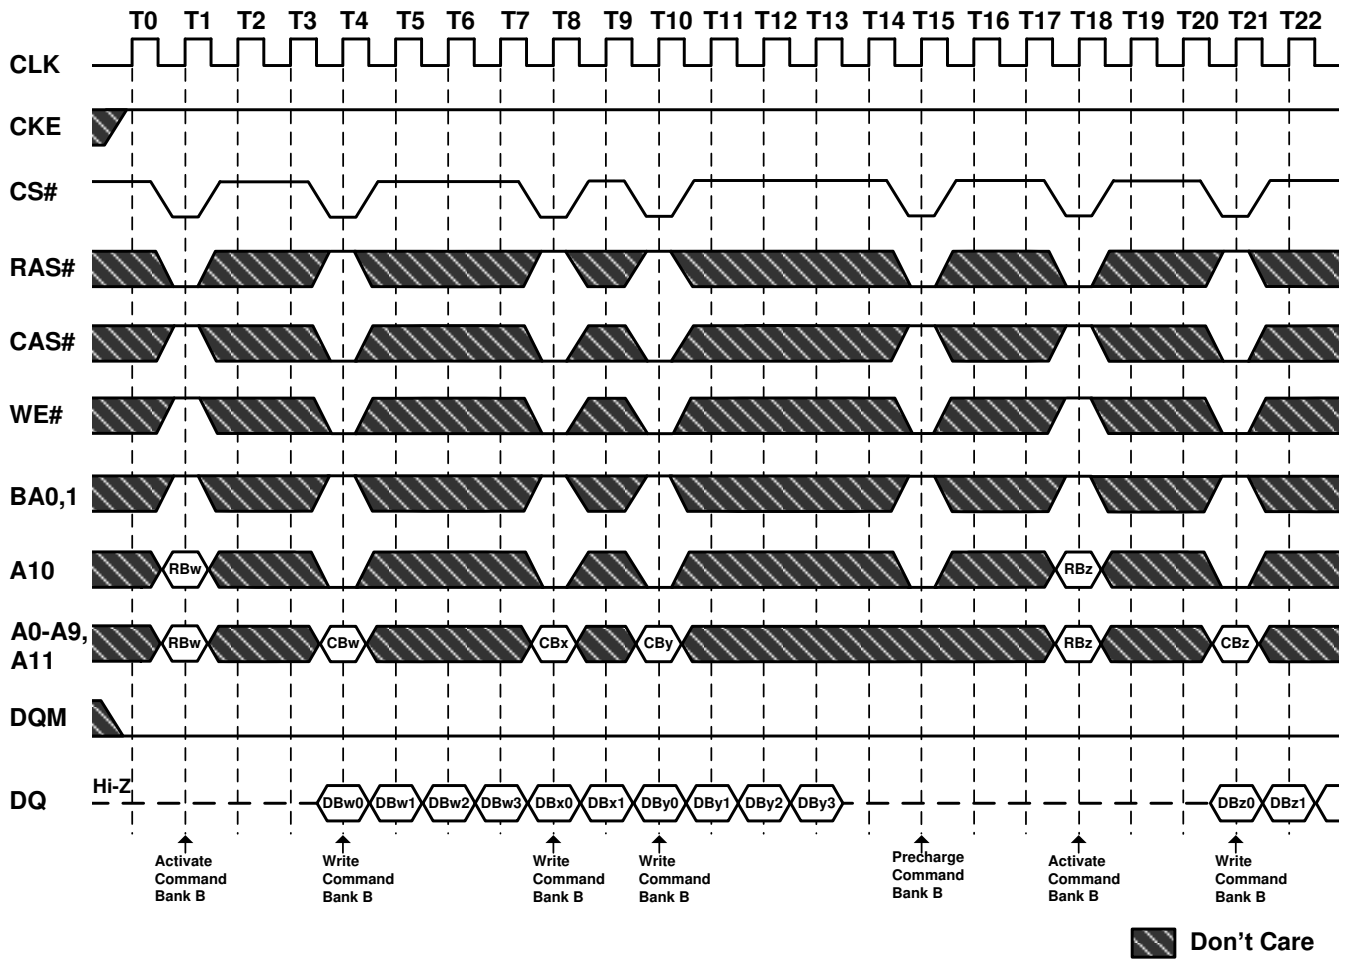 T0 T1 T2 T3 T4 T5 T6 T7 T8 T9 T10 T11 T12 T13 T14 T15 T16 T17 T18 T19 T20 T21 T22
CLK
CKE
CS#
RAS#
CAS#
WE#
BA0,1
A10 RBw RBz
A0-A9,
A11
RBw CBw CBx CBy RBz CBz
DQM
Hi-Z
DQ DBw0 DBw1 DBw2 DBw3 DBx0 DBx1 DBy0 DBy1 DBy2 DBy3 DBz0 DBz1
Activate
Command
Bank B
Write
Command
Bank B
Write
Command
Bank B
Write
Command
Bank B
Precharge
Command
Bank B
Activate
Command
Bank B
Write
Command
Bank B
Don't Care